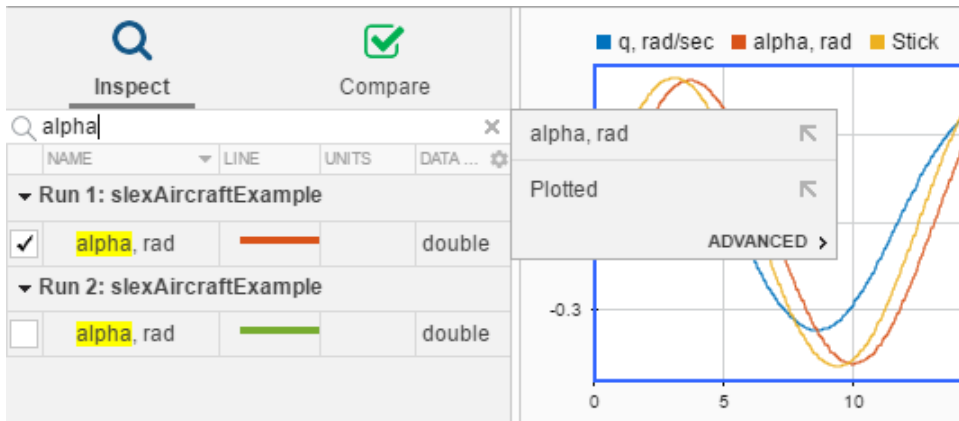 Inspect
Compare
alpha
NAME LINE UNITS DATA ...
Run 1: slexAircraftExample
alpha, rad double
Run 2: slexAircraftExample
alpha, rad double
alpha, rad
Plotted
ADVANCED >
q, rad/sec alpha, rad Stick
-0.3
0 5 10